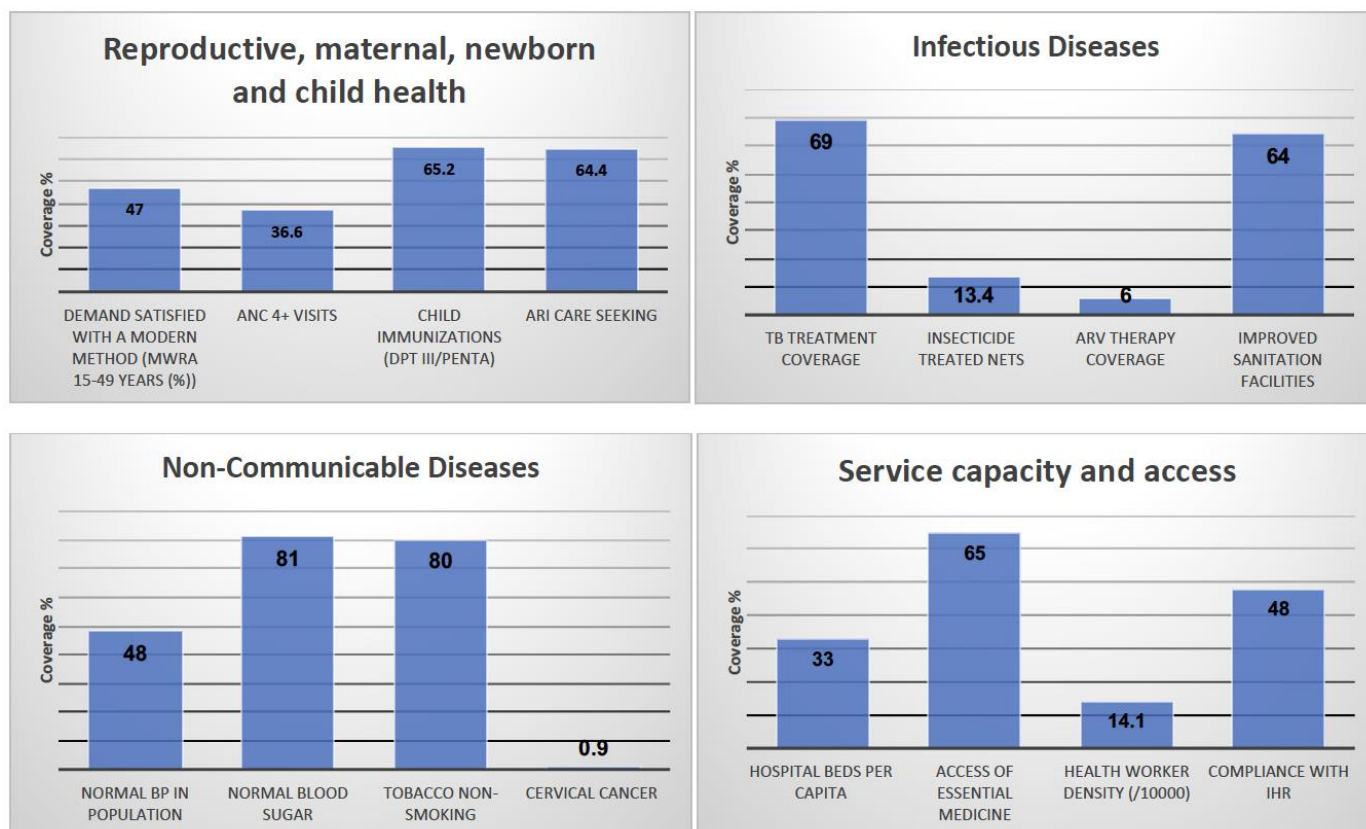 Reproductive, maternal, newborn
and child health
Coverage %
47
36.6
65.2
64.4
DEMAND SATISFIED
WITH A MODERN
METHOD (MWRA
15-49 YEARS (%))
ANC 4+ VISITS
CHILD
IMMUNIZATIONS
(DPT III/PENTA)
ARI CARE SEEKING
Infectious Diseases
Coverage %
69
13.4
6
64
TB TREATMENT
COVERAGE
INSECTICIDE
TREATED NETS
ARV THERAPY
COVERAGE
IMPROVED
SANITATION
FACILITIES
Non-Communicable Diseases
Coverage %
48
81
80
0.9
NORMAL BP IN
POPULATION
NORMAL BLOOD
SUGAR
TOBACCO NON-
SMOKING
CERVICAL CANCER
Service capacity and access
Coverage %
33
65
14.1
48
HOSPITAL BEDS PER
CAPITA
ACCESS OF
ESSENTIAL
MEDICINE
HEALTH WORKER
DENSITY (/10000)
COMPLIANCE WITH
IHR